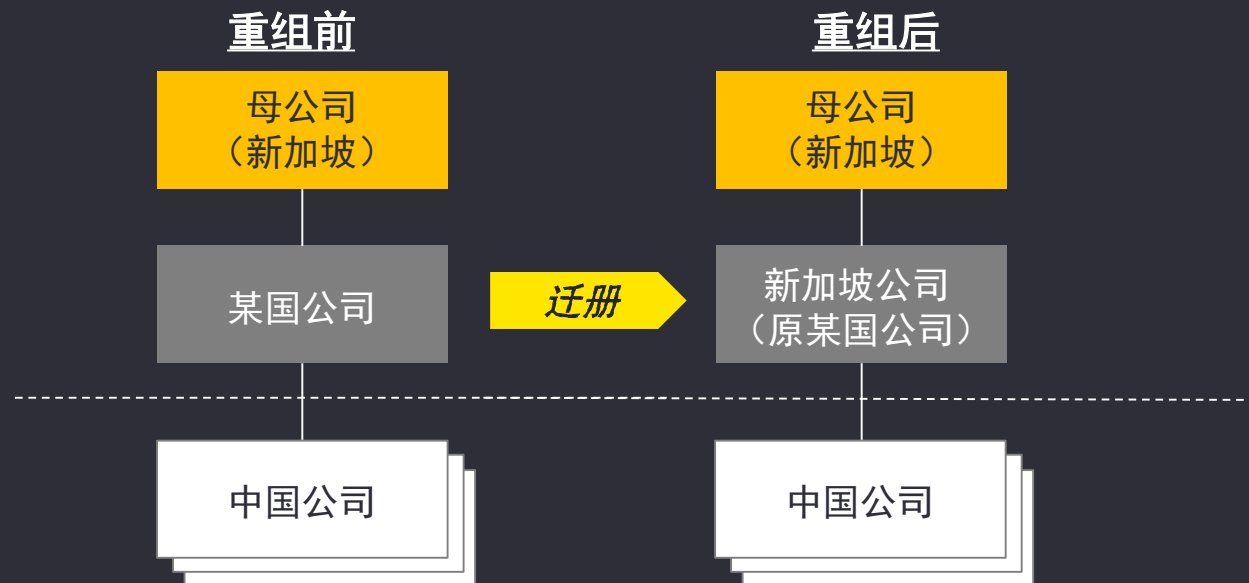 重组前
重组后
母公司
（新加坡）
母公司
（新加坡）
某国公司
迁册
新加坡公司
（原某国公司）
中国公司
中国公司